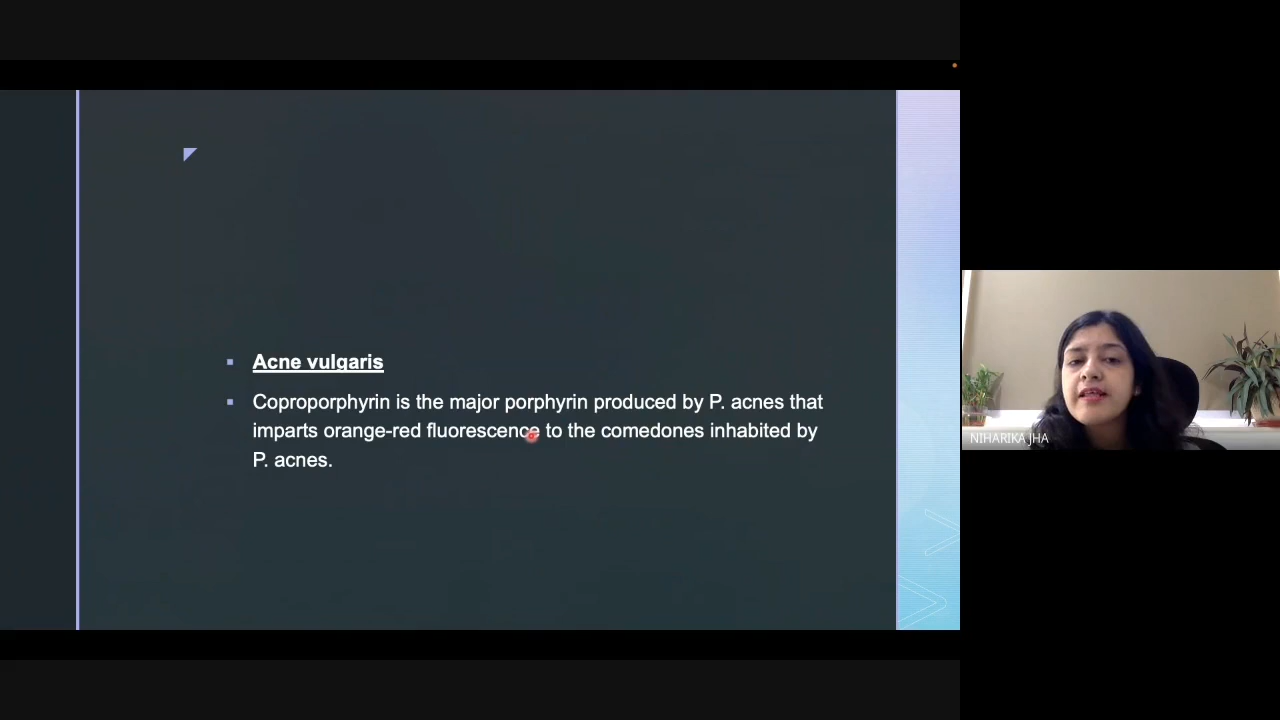 Acne vulgaris
Coproporphyrin is the major porphyrin produced by P. acnes that
imparts orange-red fluorescence to the comedones inhabited by
P. acnes.
NIHARIKA JHA